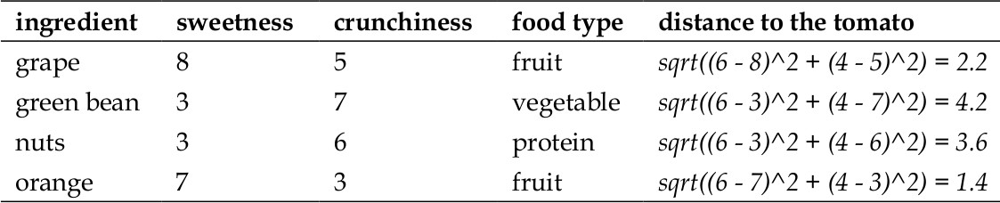 ingredient sweetness crunchiness food type distance to the tomato
grape 8 5 fruit sqrt((6 - 8)^2 + (4 - 5)^2) = 2.2
green bean 3 7 vegetable sqrt((6 - 3)^2 + (4 - 7)^2) = 4.2
nuts 3 6 protein sqrt((6 - 3)^2 + (4 - 6)^2) = 3.6
orange 7 3 fruit sqrt((6 - 7)^2 + (4 - 3)^2) = 1.4